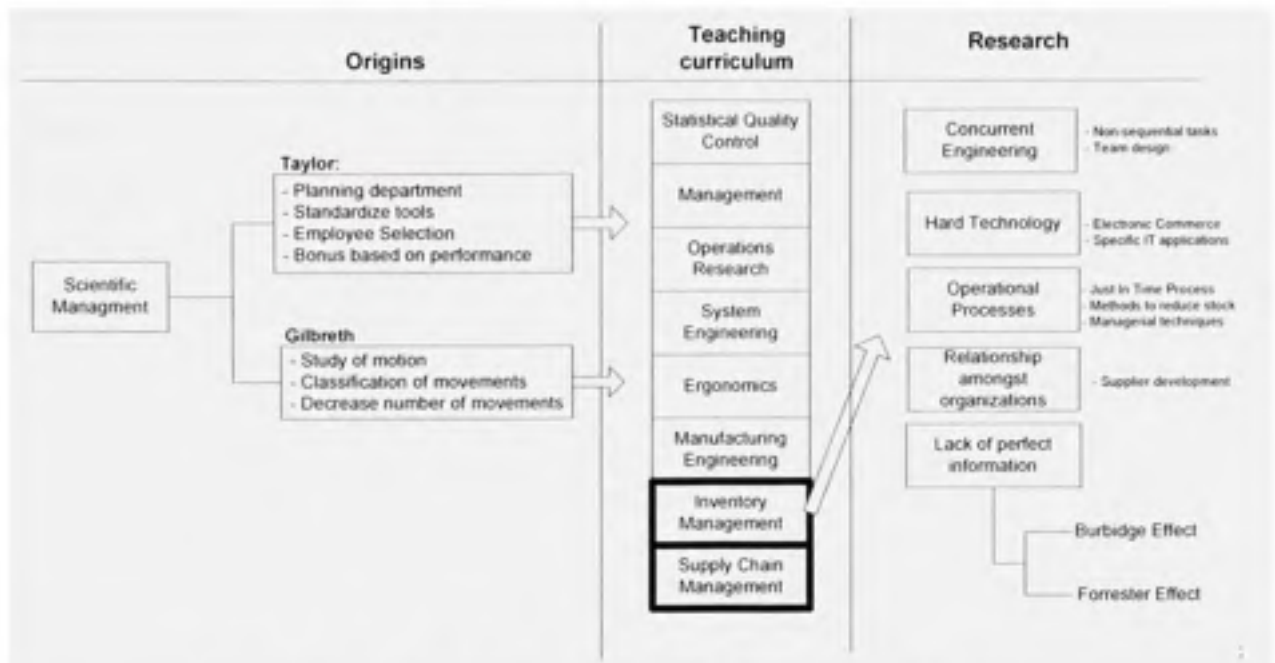 Origins
Teaching
curriculum
Research
Scientific
Managment
Taylor:
- Planning department
- Standardize tools
- Employee Selection
- Bonus based on performance
Gilbreth
- Study of motion
- Classification of movements
- Decrease number of movements
Statistical Quality
Control
Management
Operations
Research
System
Engineering
Ergonomics
Manufacturing
Engineering
Inventory
Management
Supply Chain
Management
Concurrent
Engineering
- Non-sequential tasks
- Team design
Hard Technology
- Electronic Commerce
- Specific IT applications
Operational
Processes
- Just In Time Process
- Methods to reduce stock
- Managerial techniques
Relationship
amongst
organizations
- Supplier development
Lack of perfect
information
Burbidge Effect
Forrester Effect